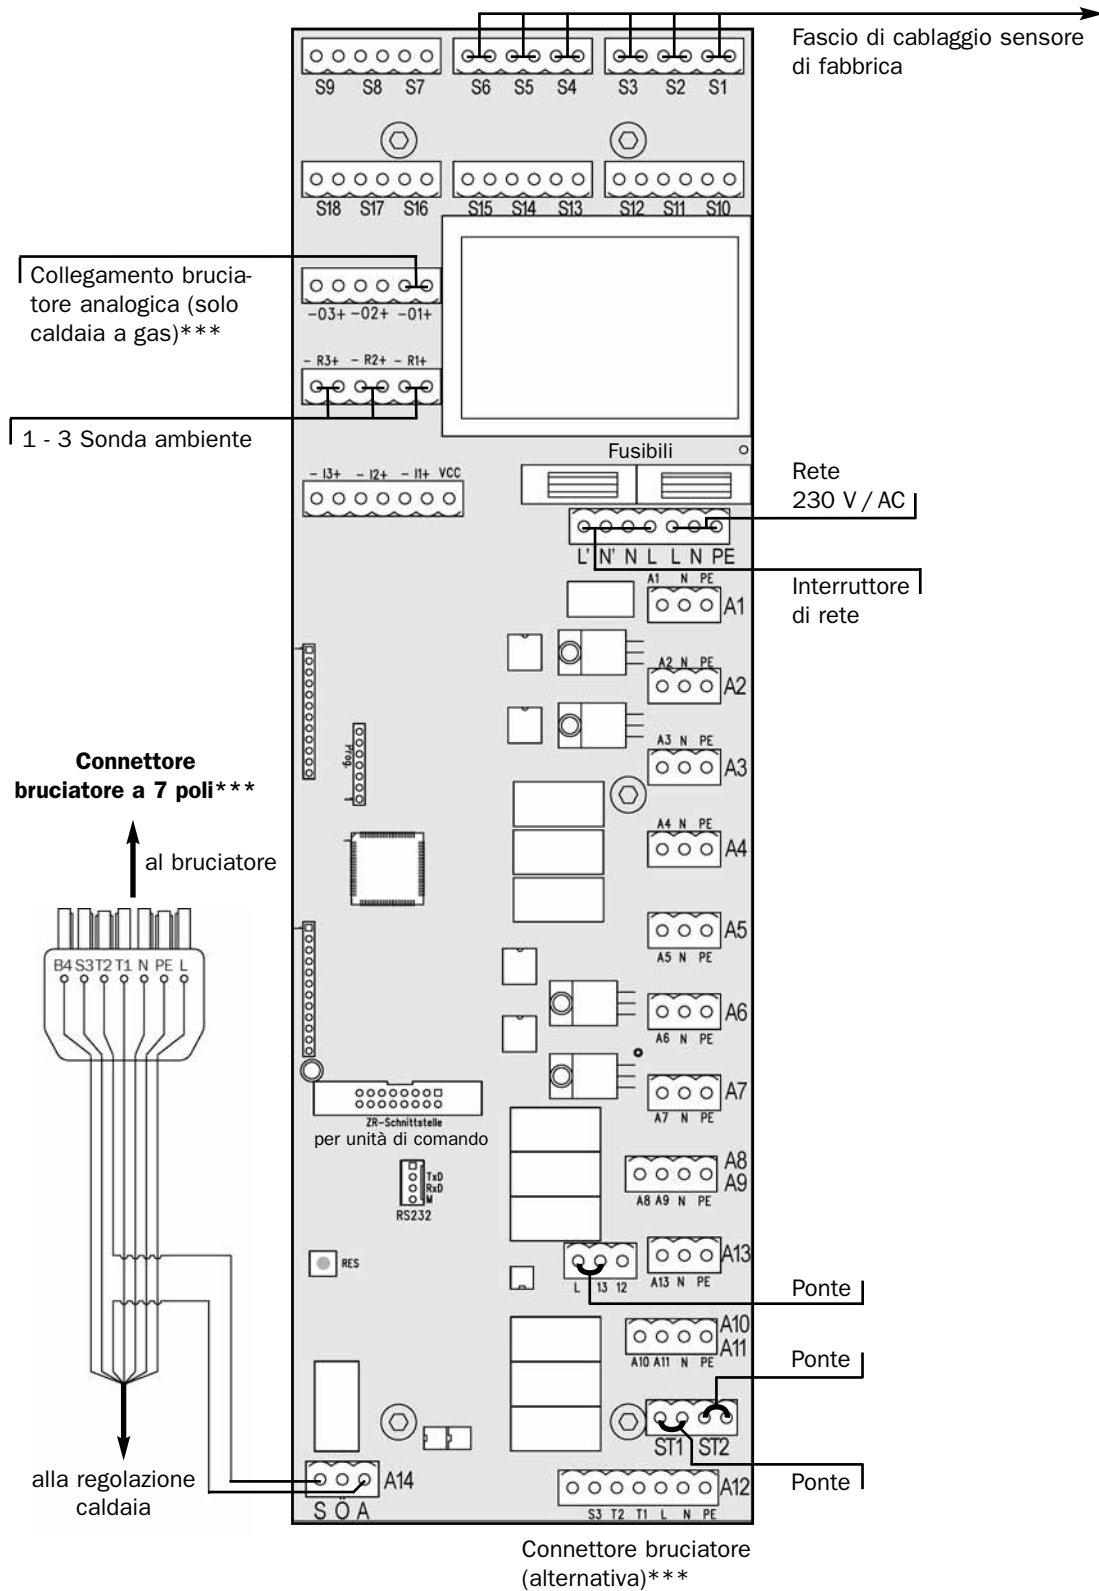 Fascio di cablaggio sensore
di fabbrica
S9 S8 S7 S6 S5 S4 S3 S2 S1
S18 S17 S16 S15 S14 S13 S12 S11 S10
Collegamento brucia-
tore analogica (solo
caldaia a gas)***
-O3+ -O2+ -O1+
- R3+ - R2+ - R1+
1 - 3 Sonda ambiente
Fusibili
- I3+ - I2+ - I1+ VCC
Rete
230 V / AC
L' N' N L L N PE
Interruttore
di rete
A1 N PE
A1
A2 N PE
A2
Prog.
A3 N PE
A3
Connettore
bruciatore a 7 poli***
al bruciatore
A4 N PE
A4
B4 S3 T2 T1 N PE L
A5
A5 N PE
A6
A6 N PE
A7
A7 N PE
ZR-Schnittstelle
per unità di comando
TxD
RxD
M
RS232
A8
A9
A8 A9 N PE
RES
A13
A13 N PE
L 13 12
Ponte
A10
A11
A10 A11 N PE
Ponte
ST1 ST2
Ponte
alla regolazione
caldaia
A14
S Ö A
A12
S3 T2 T1 L N PE
Connettore bruciatore
(alternativa)***